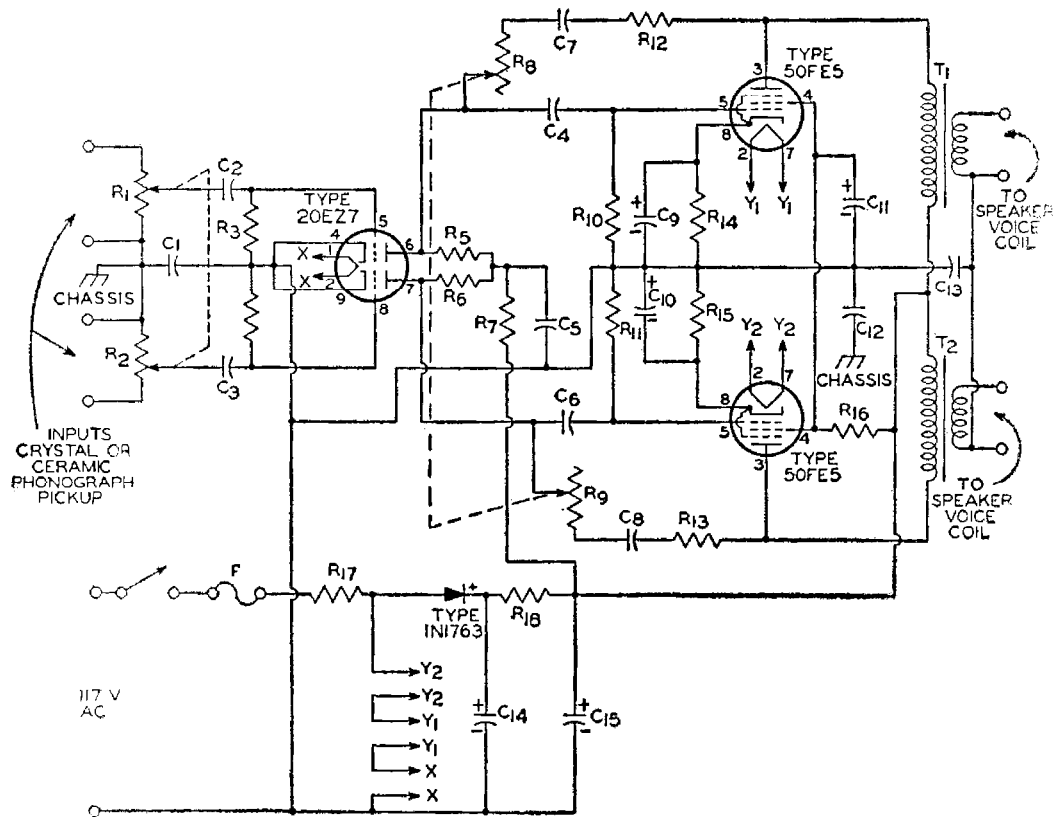 C7
R12
R8
TYPE
50FE5
3
5
4
8
2
7
Y1
Y1
T1
TO
SPEAKER
VOICE
COIL
C4
C2
R1
R3
TYPE
20EZ7
5
4
6
X
X
2
9
7
8
R5
R6
R7
C5
C1
CHASSIS
R2
C3
R10
C9
R14
C11
C10
R11
R15
C12
CHASSIS
C13
Y2
Y2
2
7
8
5
4
3
TYPE
50FE5
R16
T2
TO
SPEAKER
VOICE
COIL
C6
R9
C8
R13
INPUTS
CRYSTAL OR
CERAMIC
PHONOGRAPH
PICKUP
F
R17
+
TYPE
1N1763
R18
Y2
Y2
Y1
Y1
X
X
+
C14
-
+
C15
-
117 V
AC